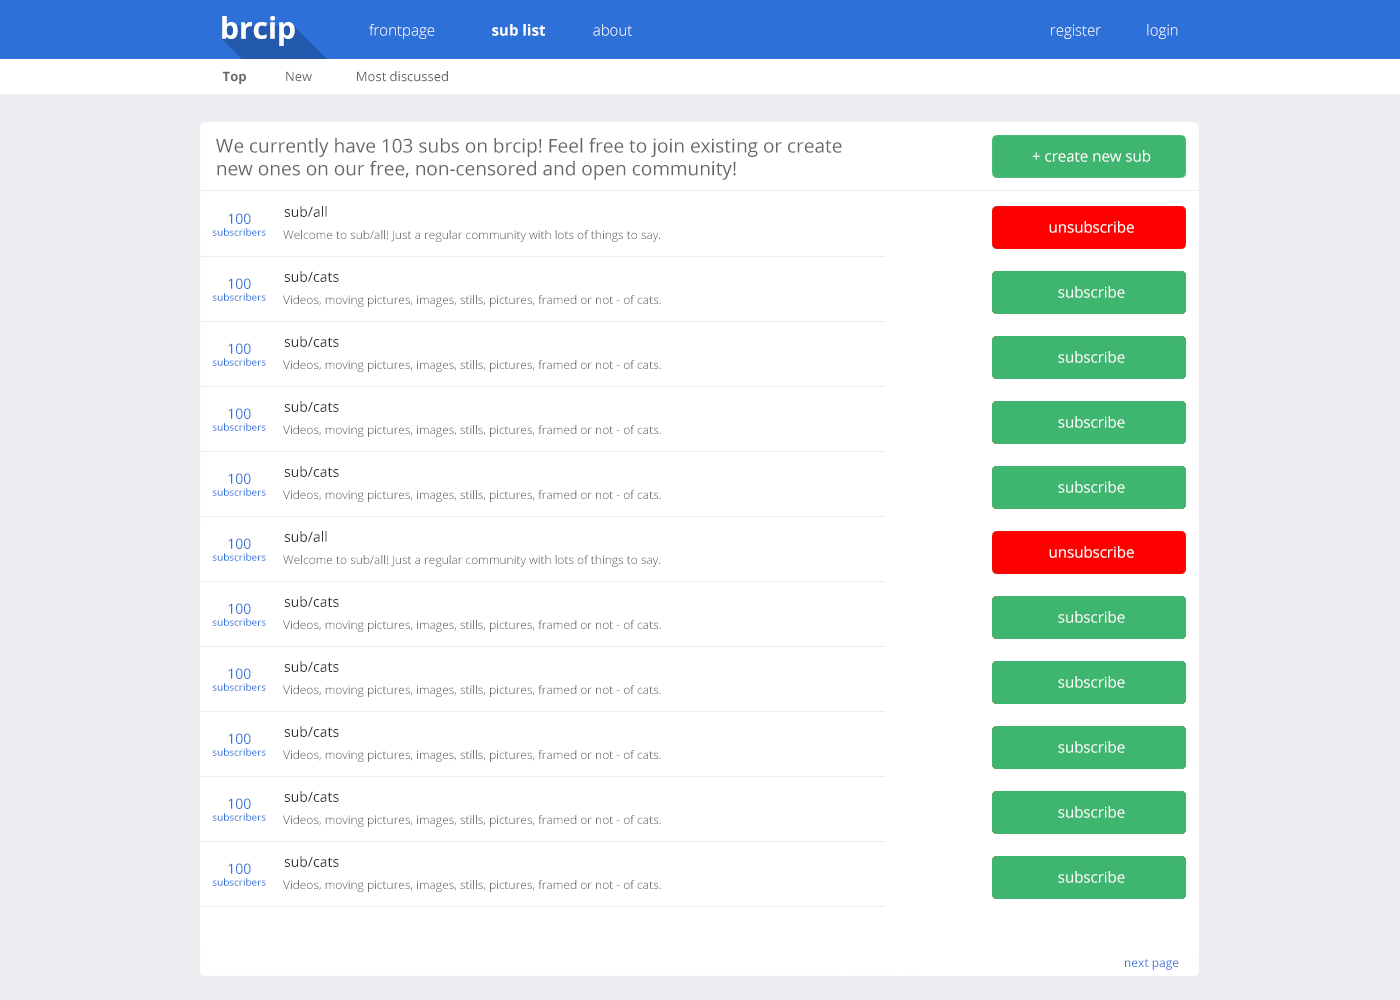 brcip frontpage sub list about register login
Top New Most discussed
We currently have 103 subs on brcip! Feel free to join existing or create
new ones on our free, non-censored and open community!
+ create new sub
100
subscribers
sub/all
Welcome to sub/all! Just a regular community with lots of things to say.
unsubscribe
100
subscribers
sub/cats
Videos, moving pictures, images, stills, pictures, framed or not - of cats.
subscribe
100
subscribers
sub/cats
Videos, moving pictures, images, stills, pictures, framed or not - of cats.
subscribe
100
subscribers
sub/cats
Videos, moving pictures, images, stills, pictures, framed or not - of cats.
subscribe
100
subscribers
sub/cats
Videos, moving pictures, images, stills, pictures, framed or not - of cats.
subscribe
100
subscribers
sub/all
Welcome to sub/all! Just a regular community with lots of things to say.
unsubscribe
100
subscribers
sub/cats
Videos, moving pictures, images, stills, pictures, framed or not - of cats.
subscribe
100
subscribers
sub/cats
Videos, moving pictures, images, stills, pictures, framed or not - of cats.
subscribe
100
subscribers
sub/cats
Videos, moving pictures, images, stills, pictures, framed or not - of cats.
subscribe
100
subscribers
sub/cats
Videos, moving pictures, images, stills, pictures, framed or not - of cats.
subscribe
100
subscribers
sub/cats
Videos, moving pictures, images, stills, pictures, framed or not - of cats.
subscribe
next page